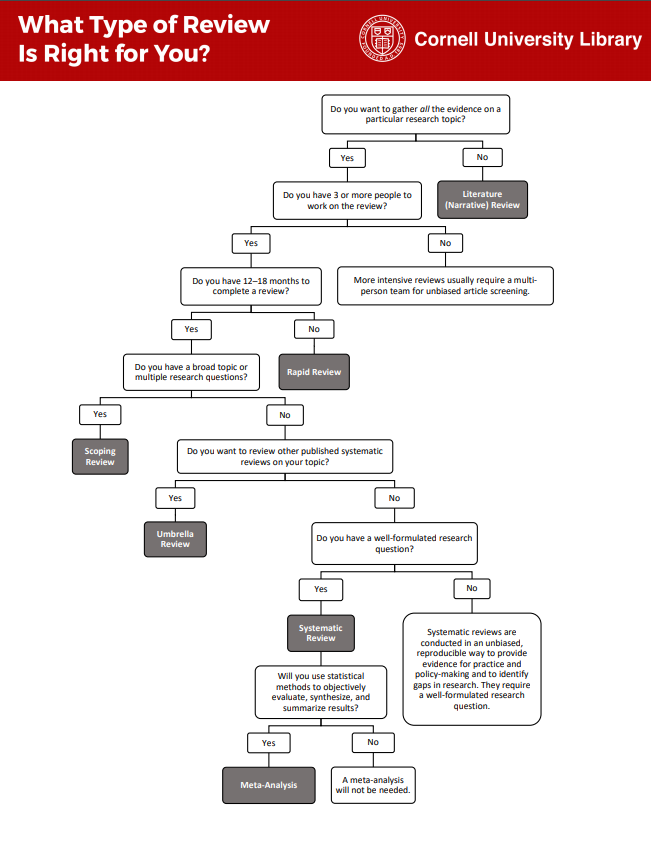 What Type of Review
Is Right for You?
Cornell University Library
Do you want to gather all the evidence on a
particular research topic?
Yes
No
Do you have 3 or more people to
work on the review?
Literature
(Narrative) Review
Yes
No
Do you have 12–18 months to
complete a review?
More intensive reviews usually require a multi-
person team for unbiased article screening.
Yes
No
Do you have a broad topic or
multiple research questions?
Rapid Review
Yes
No
Scoping
Review
Do you want to review other published systematic
reviews on your topic?
Yes
No
Umbrella
Review
Do you have a well-formulated research
question?
Yes
No
Systematic
Review
Systematic reviews are
conducted in an unbiased,
reproducible way to provide
evidence for practice and
policy-making and to identify
gaps in research. They require
a well-formulated research
question.
Will you use statistical
methods to objectively
evaluate, synthesize, and
summarize results?
Yes
No
Meta-Analysis
A meta-analysis
will not be needed.